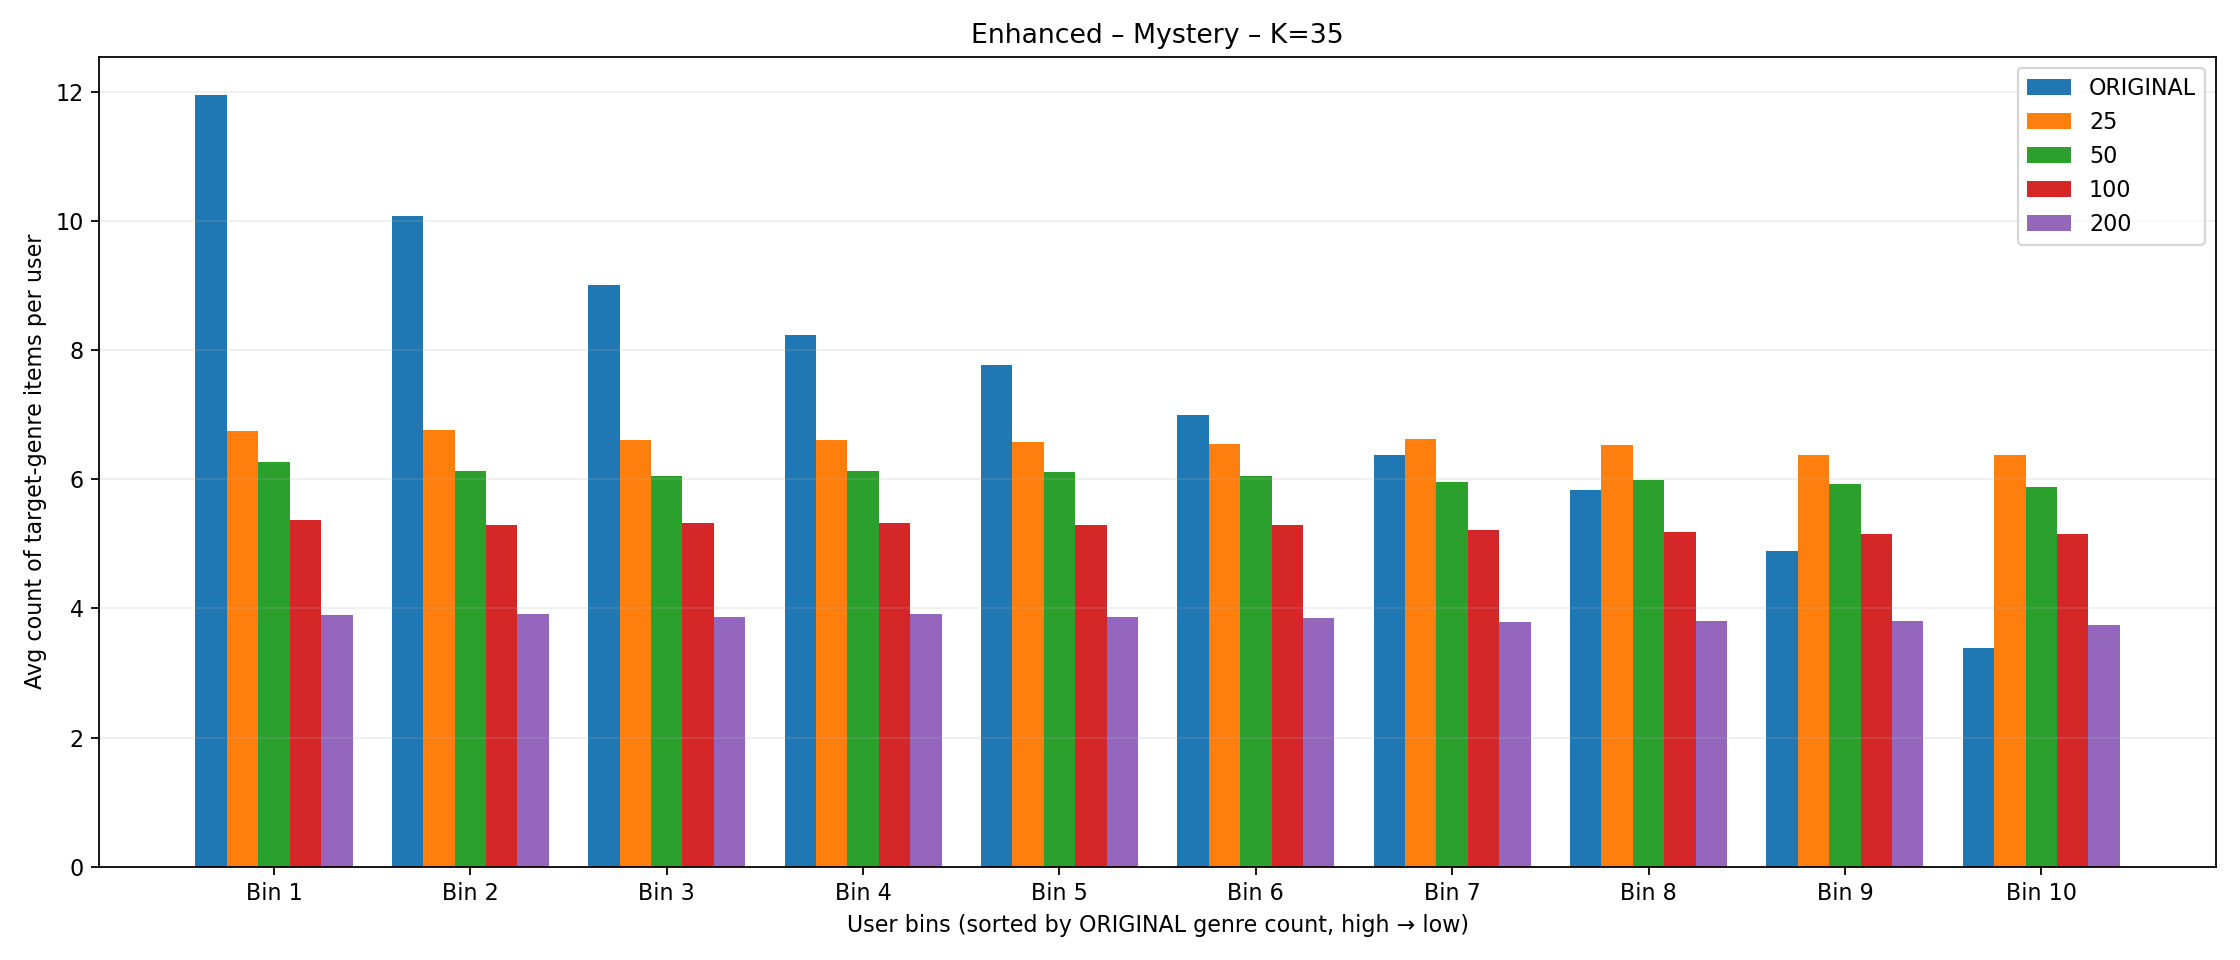 Enhanced – Mystery – K=35
Avg count of target-genre items per user
12
10
8
6
4
2
0
ORIGINAL
25
50
100
200
Bin 1 Bin 2 Bin 3 Bin 4 Bin 5 Bin 6 Bin 7 Bin 8 Bin 9 Bin 10
User bins (sorted by ORIGINAL genre count, high → low)